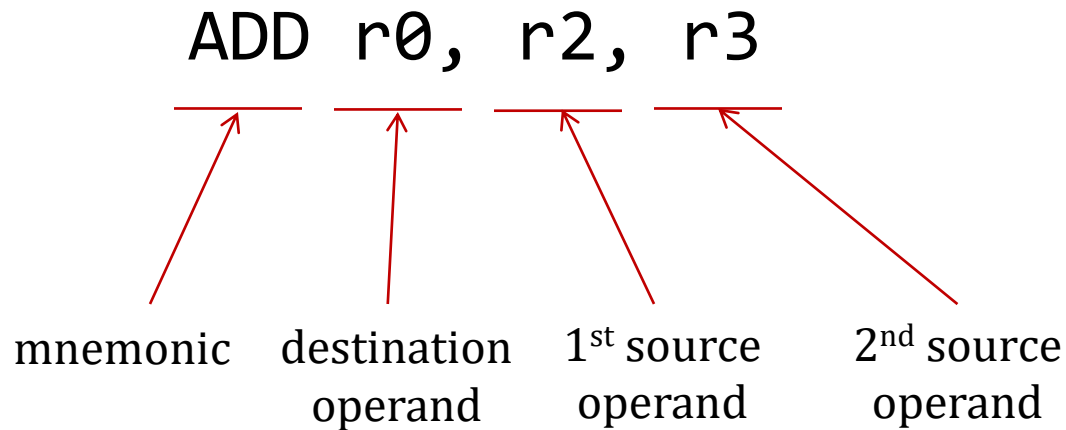 ADD r0, r2, r3
mnemonic destination 1st source 2nd source
operand operand operand